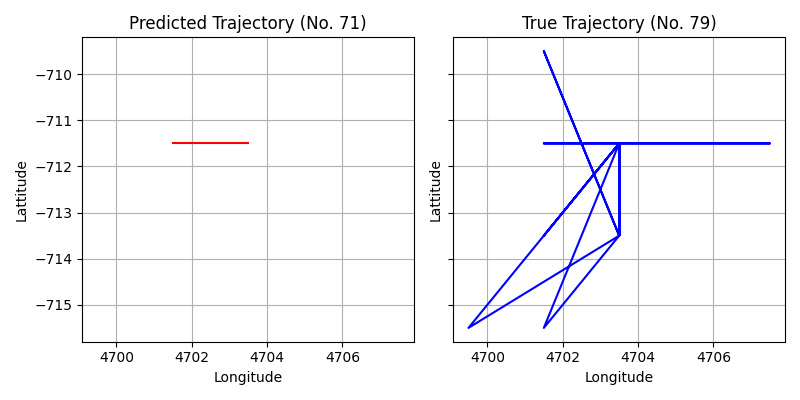 Predicted Trajectory (No. 71)
True Trajectory (No. 79)
−710
−711
−712
−713
−714
−715
Lattitude
Lattitude
4700 4702 4704 4706
4700 4702 4704 4706
Longitude
Longitude